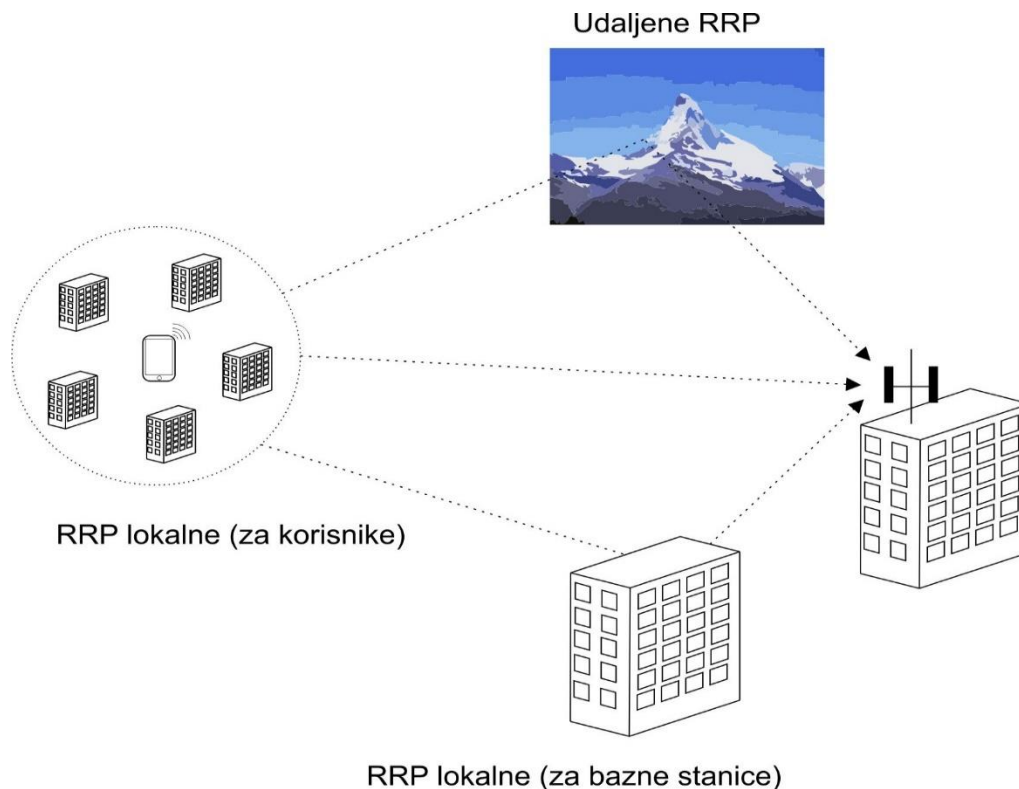 Udaljene RRP
RRP lokalne (za korisnike)
RRP lokalne (za bazne stanice)